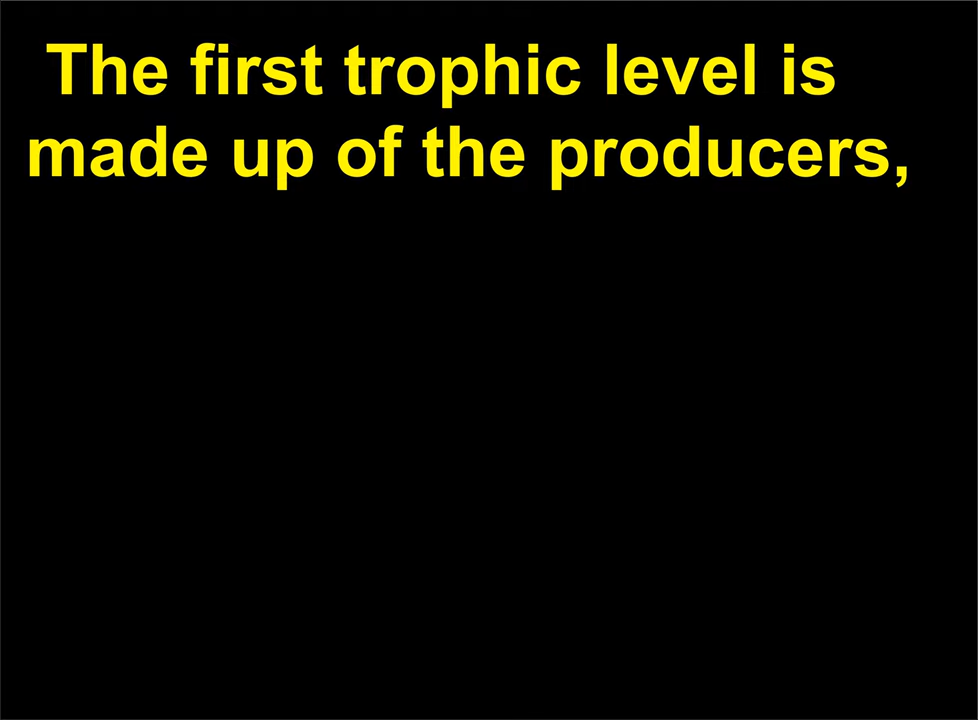 The first trophic level is
made up of the producers,